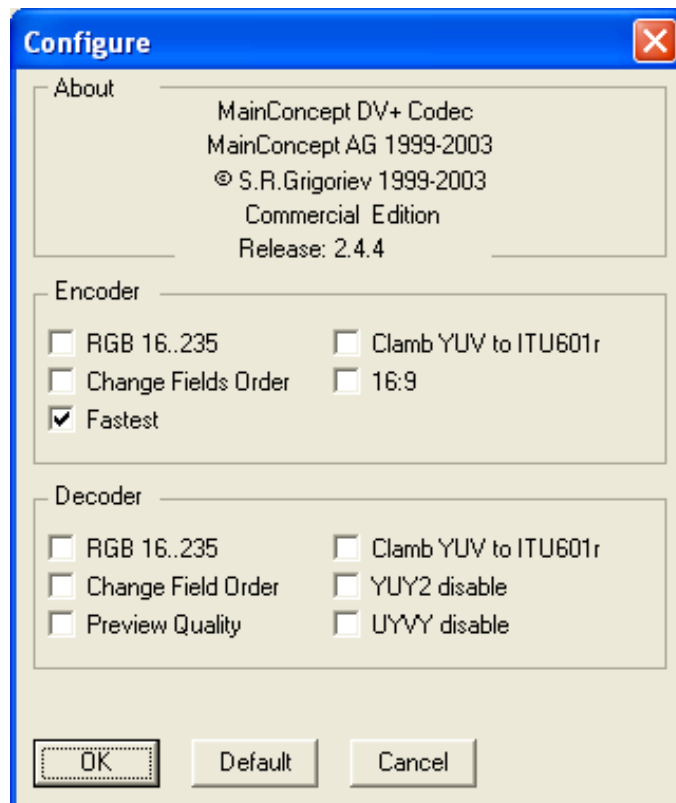 Configure
About
MainConcept DV+ Codec
MainConcept AG 1999-2003
© S.R.Grigoriev 1999-2003
Commercial Edition
Release: 2.4.4
Encoder
RGB 16..235
Clamb YUV to ITU601r
Change Fields Order
16:9
Fastest
Decoder
RGB 16..235
Clamb YUV to ITU601r
Change Field Order
YUY2 disable
Preview Quality
UYVY disable
OK
Default
Cancel